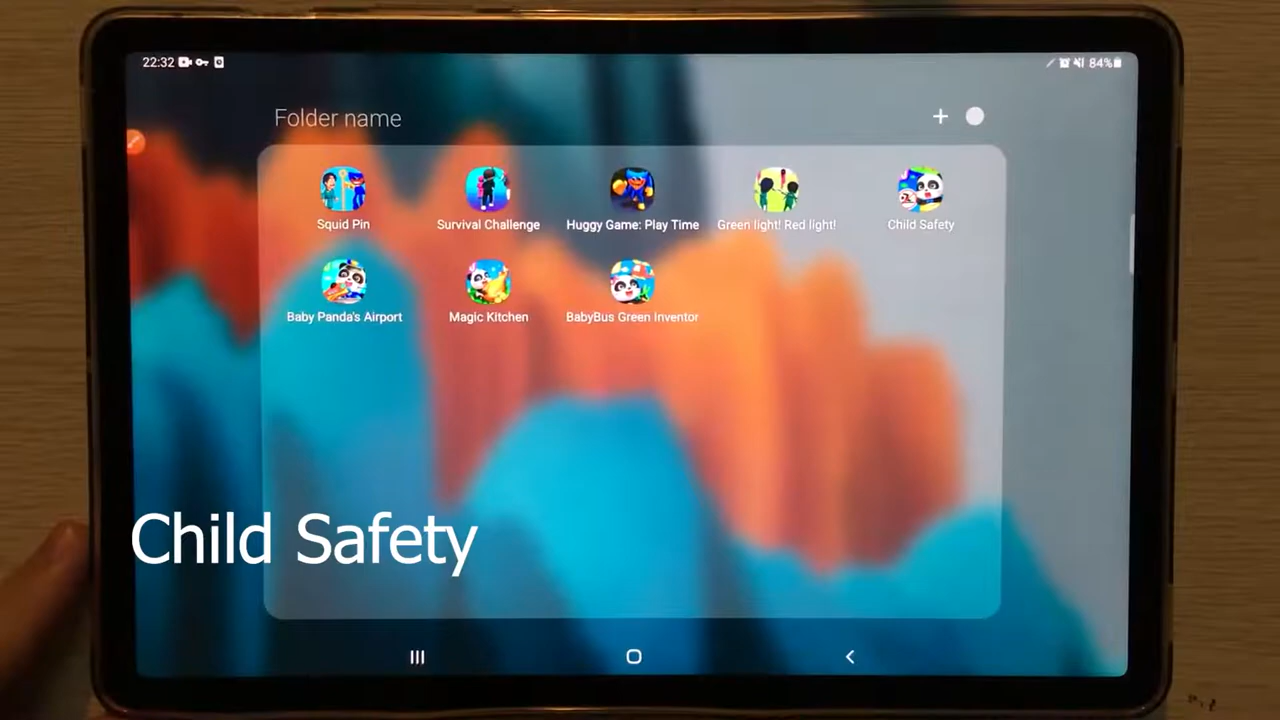 22:32
84%
Folder name
Squid Pin
Survival Challenge
Huggy Game: Play Time
Green light! Red light!
Child Safety
Baby Panda's Airport
Magic Kitchen
BabyBus Green Inventor
Child Safety